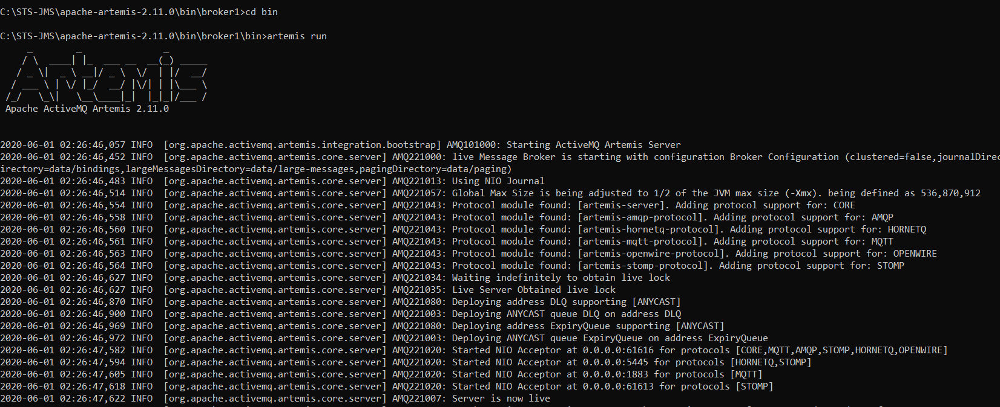 C:\STS-JMS\apache-artemis-2.11.0\bin\broker1>cd bin
C:\STS-JMS\apache-artemis-2.11.0\bin\broker1\bin>artemis run
Artemis
Apache ActiveMQ Artemis 2.11.0
2020-06-01 02:26:46,057 INFO  [org.apache.activemq.artemis.integration.bootstrap] AMQ101000: Starting ActiveMQ Artemis Server
2020-06-01 02:26:46,452 INFO  [org.apache.activemq.artemis.core.server] AMQ221000: live Message Broker is starting with configuration Broker Configuration (clustered=false,journalDirec
irectory=data/bindings,largeMessagesDirectory=data/large-messages,pagingDirectory=data/paging)
2020-06-01 02:26:46,483 INFO  [org.apache.activemq.artemis.core.server] AMQ221013: Using NIO Journal
2020-06-01 02:26:46,514 INFO  [org.apache.activemq.artemis.core.server] AMQ221057: Global Max Size is being adjusted to 1/2 of the JVM max size (-Xmx). being defined as 536,870,912
2020-06-01 02:26:46,554 INFO  [org.apache.activemq.artemis.core.server] AMQ221043: Protocol module found: [artemis-server]. Adding protocol support for: CORE
2020-06-01 02:26:46,558 INFO  [org.apache.activemq.artemis.core.server] AMQ221043: Protocol module found: [artemis-amqp-protocol]. Adding protocol support for: AMQP
2020-06-01 02:26:46,560 INFO  [org.apache.activemq.artemis.core.server] AMQ221043: Protocol module found: [artemis-hornetq-protocol]. Adding protocol support for: HORNETQ
2020-06-01 02:26:46,561 INFO  [org.apache.activemq.artemis.core.server] AMQ221043: Protocol module found: [artemis-mqtt-protocol]. Adding protocol support for: MQTT
2020-06-01 02:26:46,563 INFO  [org.apache.activemq.artemis.core.server] AMQ221043: Protocol module found: [artemis-openwire-protocol]. Adding protocol support for: OPENWIRE
2020-06-01 02:26:46,564 INFO  [org.apache.activemq.artemis.core.server] AMQ221043: Protocol module found: [artemis-stomp-protocol]. Adding protocol support for: STOMP
2020-06-01 02:26:46,627 INFO  [org.apache.activemq.artemis.core.server] AMQ221034: Waiting indefinitely to obtain live lock
2020-06-01 02:26:46,627 INFO  [org.apache.activemq.artemis.core.server] AMQ221035: Live Server Obtained live lock
2020-06-01 02:26:46,870 INFO  [org.apache.activemq.artemis.core.server] AMQ221080: Deploying address DLQ supporting [ANYCAST]
2020-06-01 02:26:46,900 INFO  [org.apache.activemq.artemis.core.server] AMQ221003: Deploying ANYCAST queue DLQ on address DLQ
2020-06-01 02:26:46,969 INFO  [org.apache.activemq.artemis.core.server] AMQ221080: Deploying address ExpiryQueue supporting [ANYCAST]
2020-06-01 02:26:46,972 INFO  [org.apache.activemq.artemis.core.server] AMQ221003: Deploying ANYCAST queue ExpiryQueue on address ExpiryQueue
2020-06-01 02:26:47,582 INFO  [org.apache.activemq.artemis.core.server] AMQ221020: Started NIO Acceptor at 0.0.0.0:61616 for protocols [CORE,MQTT,AMQP,STOMP,HORNETQ,OPENWIRE]
2020-06-01 02:26:47,594 INFO  [org.apache.activemq.artemis.core.server] AMQ221020: Started NIO Acceptor at 0.0.0.0:5445 for protocols [HORNETQ,STOMP]
2020-06-01 02:26:47,605 INFO  [org.apache.activemq.artemis.core.server] AMQ221020: Started NIO Acceptor at 0.0.0.0:1883 for protocols [MQTT]
2020-06-01 02:26:47,618 INFO  [org.apache.activemq.artemis.core.server] AMQ221020: Started NIO Acceptor at 0.0.0.0:61613 for protocols [STOMP]
2020-06-01 02:26:47,622 INFO  [org.apache.activemq.artemis.core.server] AMQ221007: Server is now live